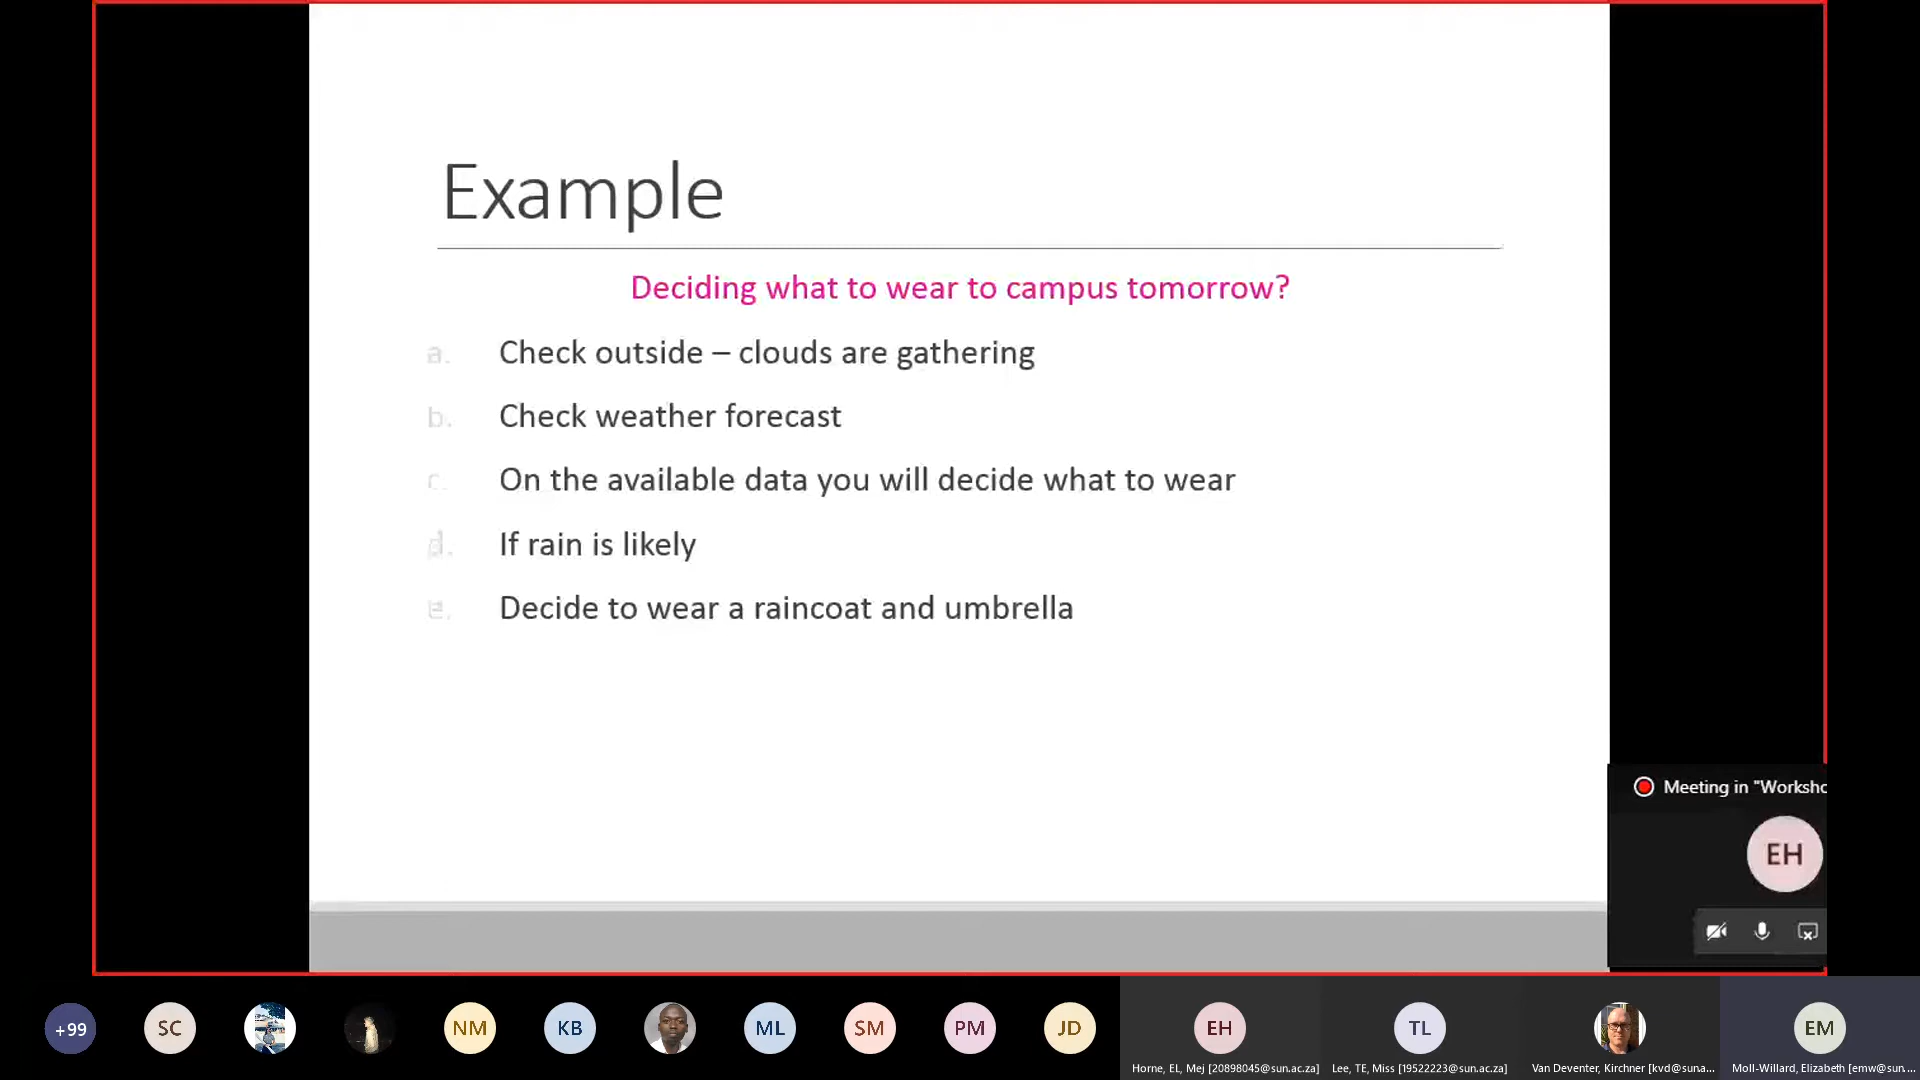 Example
Deciding what to wear to campus tomorrow?
a. Check outside – clouds are gathering
b. Check weather forecast
c. On the available data you will decide what to wear
d. If rain is likely
e. Decide to wear a raincoat and umbrella
Meeting in "Worksho
EH
+99
SC
NM
KB
ML
SM
PM
JD
EH
TL
EM
Horne, EL, Mej [20898045@sun.ac.za]
Lee, TE, Miss [19522223@sun.ac.za]
Van Deventer, Kirchner [kvd@suna...
Moll-Willard, Elizabeth [emw@sun....